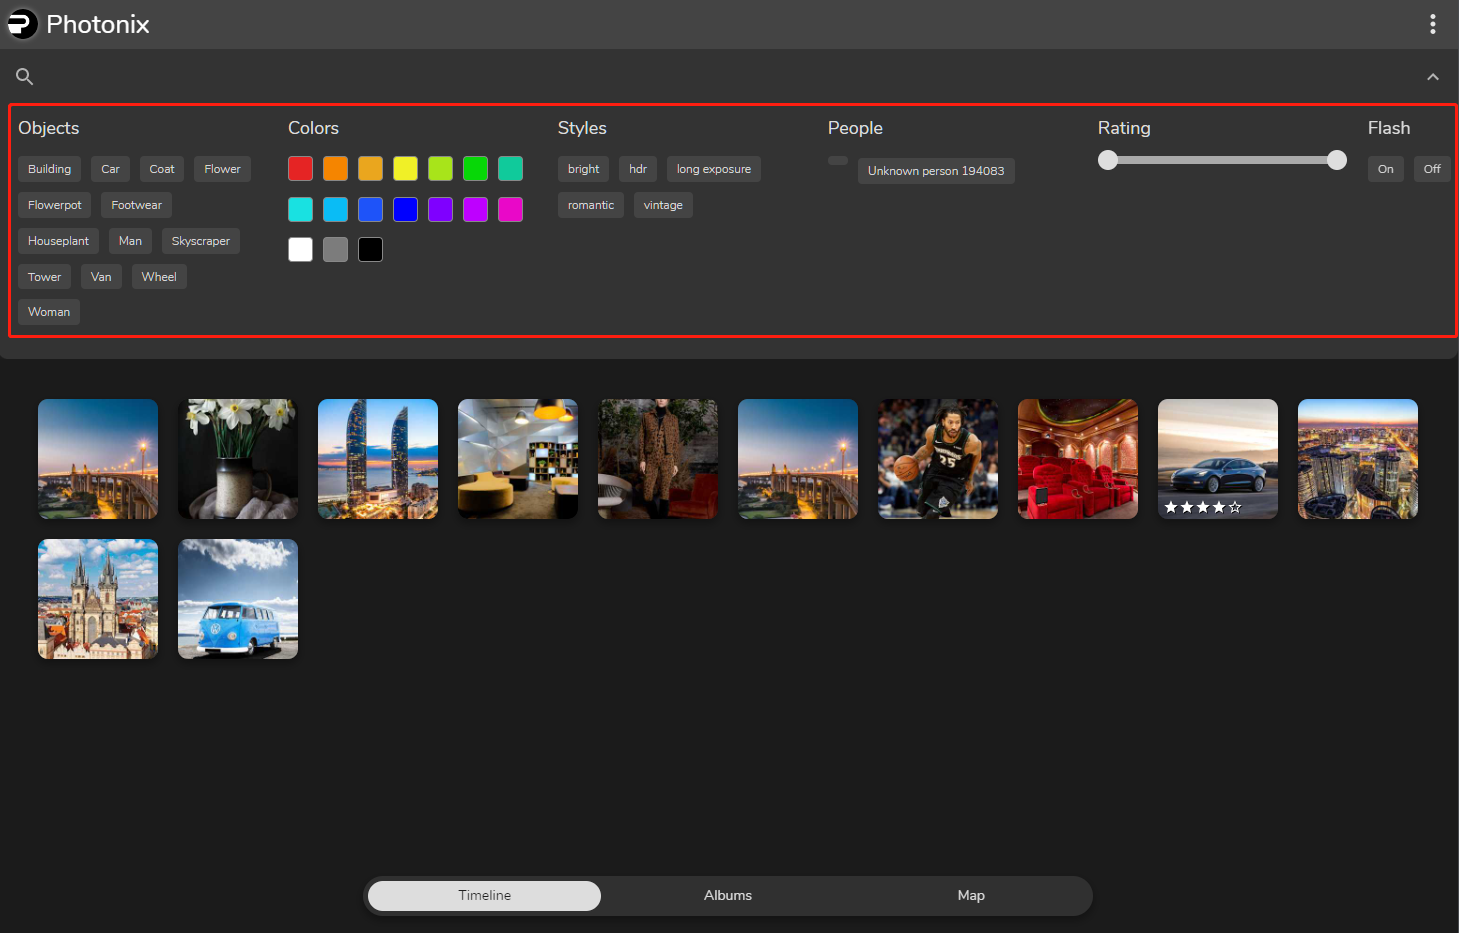 Photonix
Objects Colors Styles People Rating Flash
Building Car Coat Flower bright hdr long exposure Unknown person 194083 On Off
Flowerpot Footwear romantic vintage
Houseplant Man Skyscraper
Tower Van Wheel
Woman
25
Timeline Albums Map